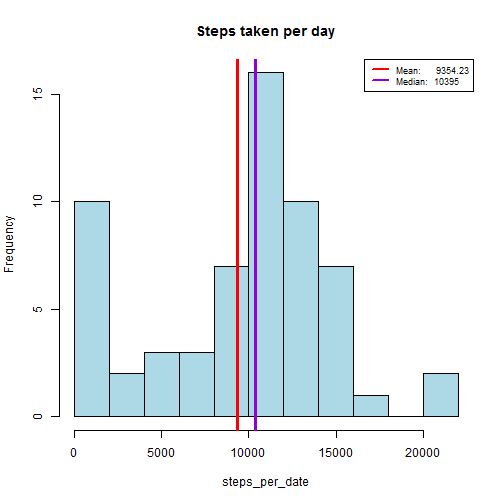 Steps taken per day
Mean: 9354.23
Median: 10395
15
10
5
0
Frequency
0 5000 10000 15000 20000
steps_per_date